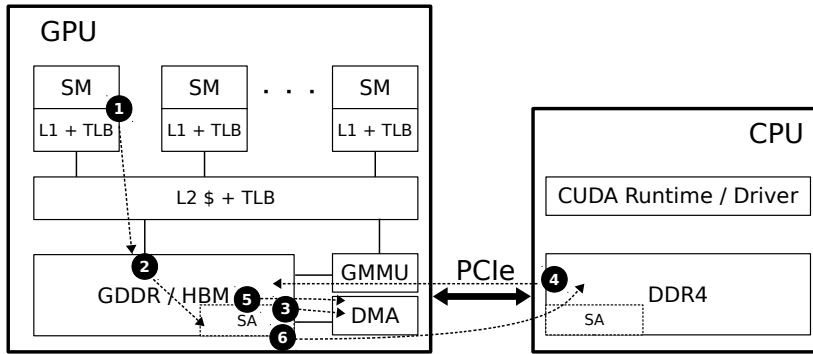 GPU
SM SM . . . SM
1
L1 + TLB L1 + TLB L1 + TLB
CPU
L2 $ + TLB
CUDA Runtime / Driver
2
GMMU
PCIe
4
GDDR / HBM
5
3
DDR4
SA
DMA
SA
6